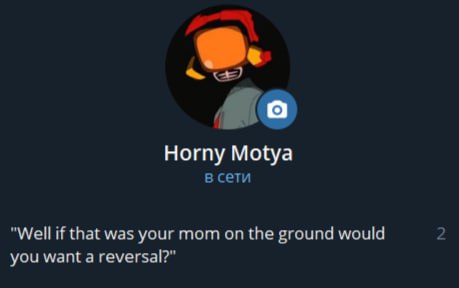 Horny Motya
в сети
"Well if that was your mom on the ground would 2
you want a reversal?"